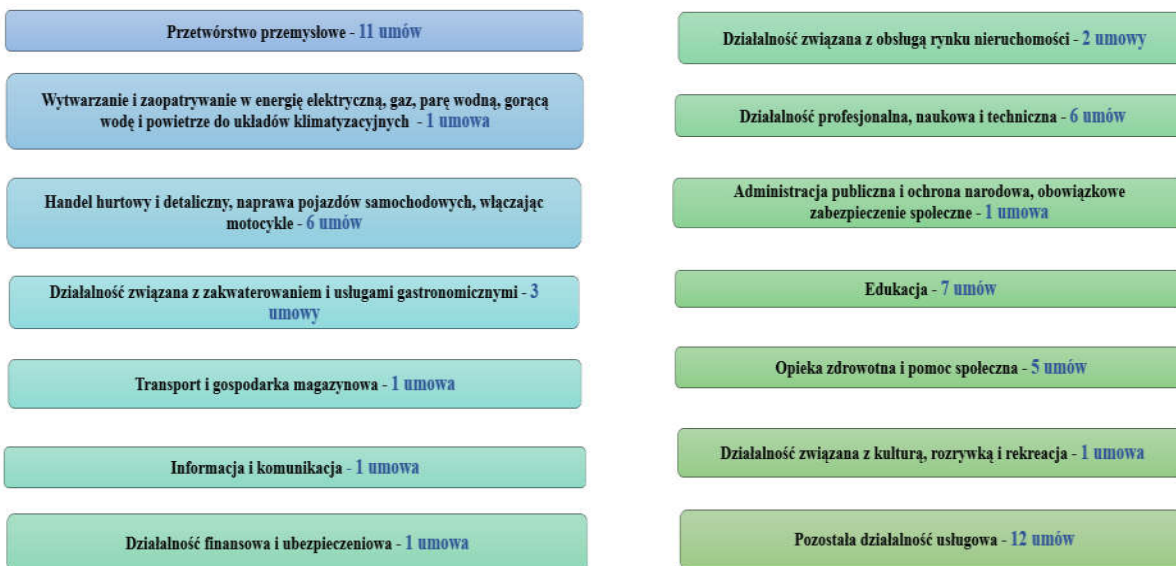 Przetwórstwo przemysłowe - 11 umów
Wytwarzanie i zaopatrywanie w energię elektryczną, gaz, parę wodną, gorącą
wodę i powietrze do układów klimatyzacyjnych - 1 umowa
Handel hurtowy i detaliczny, naprawa pojazdów samochodowych, włączając
motocykle - 6 umów
Działalność związana z zakwaterowaniem i usługami gastronomicznymi - 3
umowy
Transport i gospodarka magazynowa - 1 umowa
Informacja i komunikacja - 1 umowa
Działalność finansowa i ubezpieczeniowa - 1 umowa
Działalność związana z obsługą rynku nieruchomości - 2 umowy
Działalność profesjonalna, naukowa i techniczna - 6 umów
Administracja publiczna i ochrona narodowa, obowiązkowe
zabezpieczenie społeczne - 1 umowa
Edukacja - 7 umów
Opieka zdrowotna i pomoc społeczna - 5 umów
Działalność związana z kulturą, rozrywką i rekreacja - 1 umowa
Pozostała działalność usługowa - 12 umów